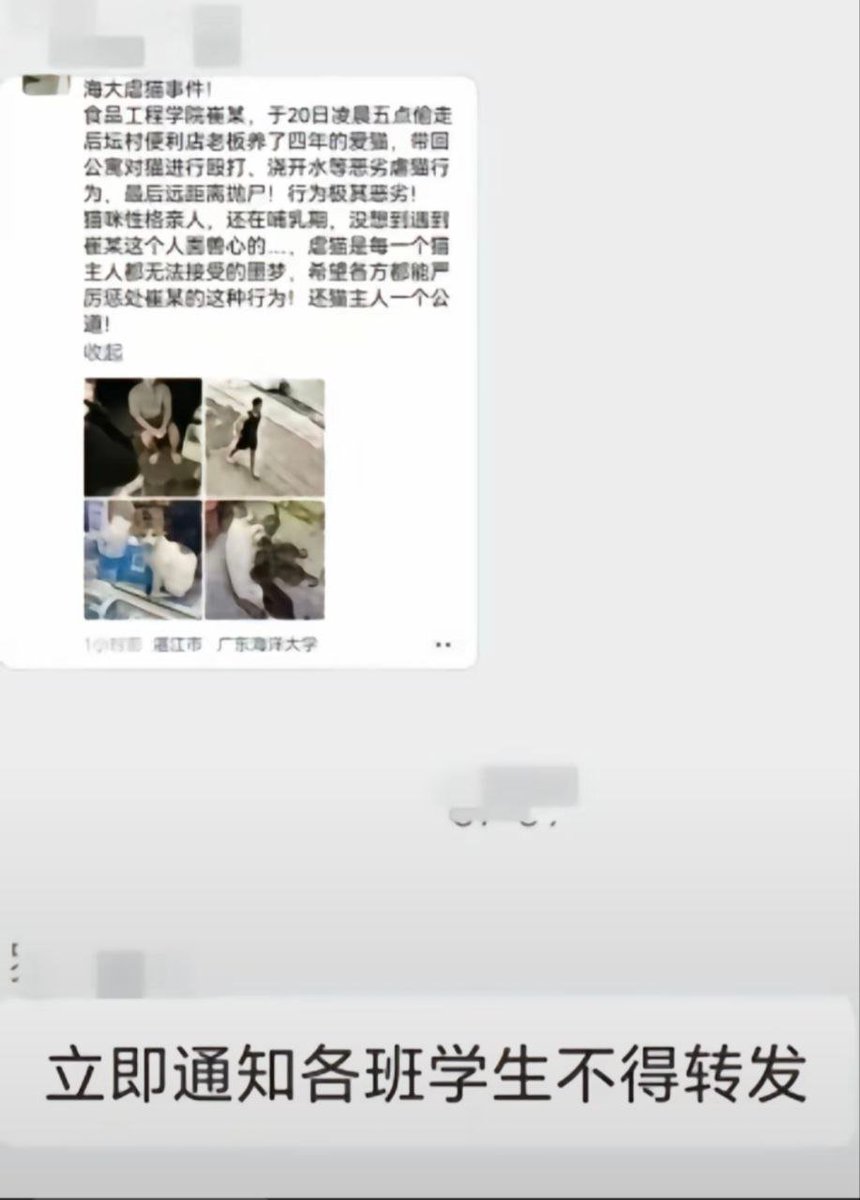 海大虐猫事件!
食品工程学院崔某，于20日凌晨五点偷走
后坛村便利店老板养了四年的爱猫，带回
公寓对猫进行殴打、浇开水等恶劣虐猫行
为、最后远距离抛尸！行为极其恶劣！
猫咪性格亲人，还在哺乳期，没想到遇到
崔某这个人面兽心的....，虐猫是每一个猫
主人都无法接受的噩梦，希望各方都能严
厉惩处崔某的这种行为！还猫主人一个公
道！
收起
1小时前 湛江市 广东海洋大学
立即通知各班学生不得转发